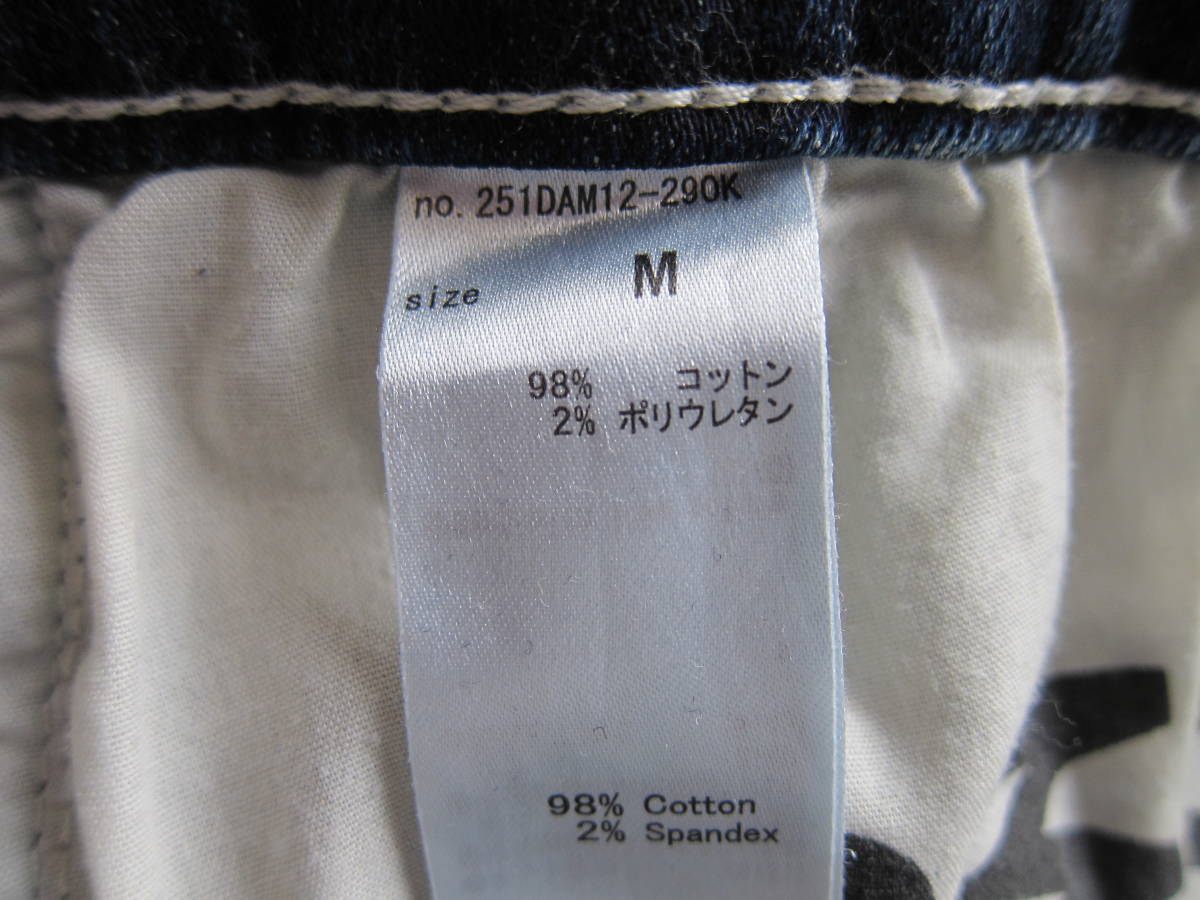 no. 251DAM12-290K
size M
98% コットン
2% ポリウレタン
98% Cotton
2% Spandex